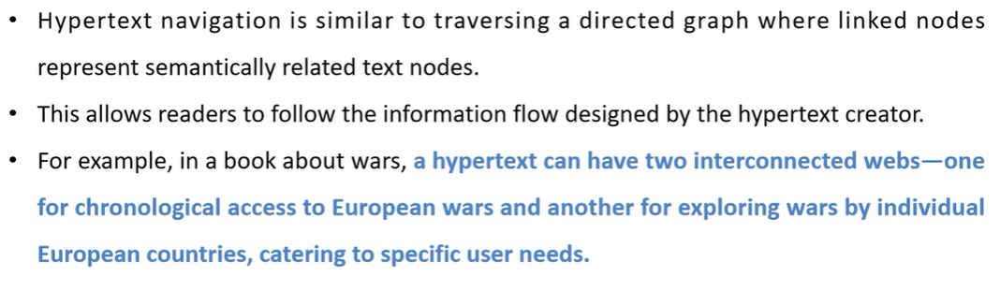 • Hypertext navigation is similar to traversing a directed graph where linked nodes
represent semantically related text nodes.
• This allows readers to follow the information flow designed by the hypertext creator.
• For example, in a book about wars, a hypertext can have two interconnected webs—one
for chronological access to European wars and another for exploring wars by individual
European countries, catering to specific user needs.